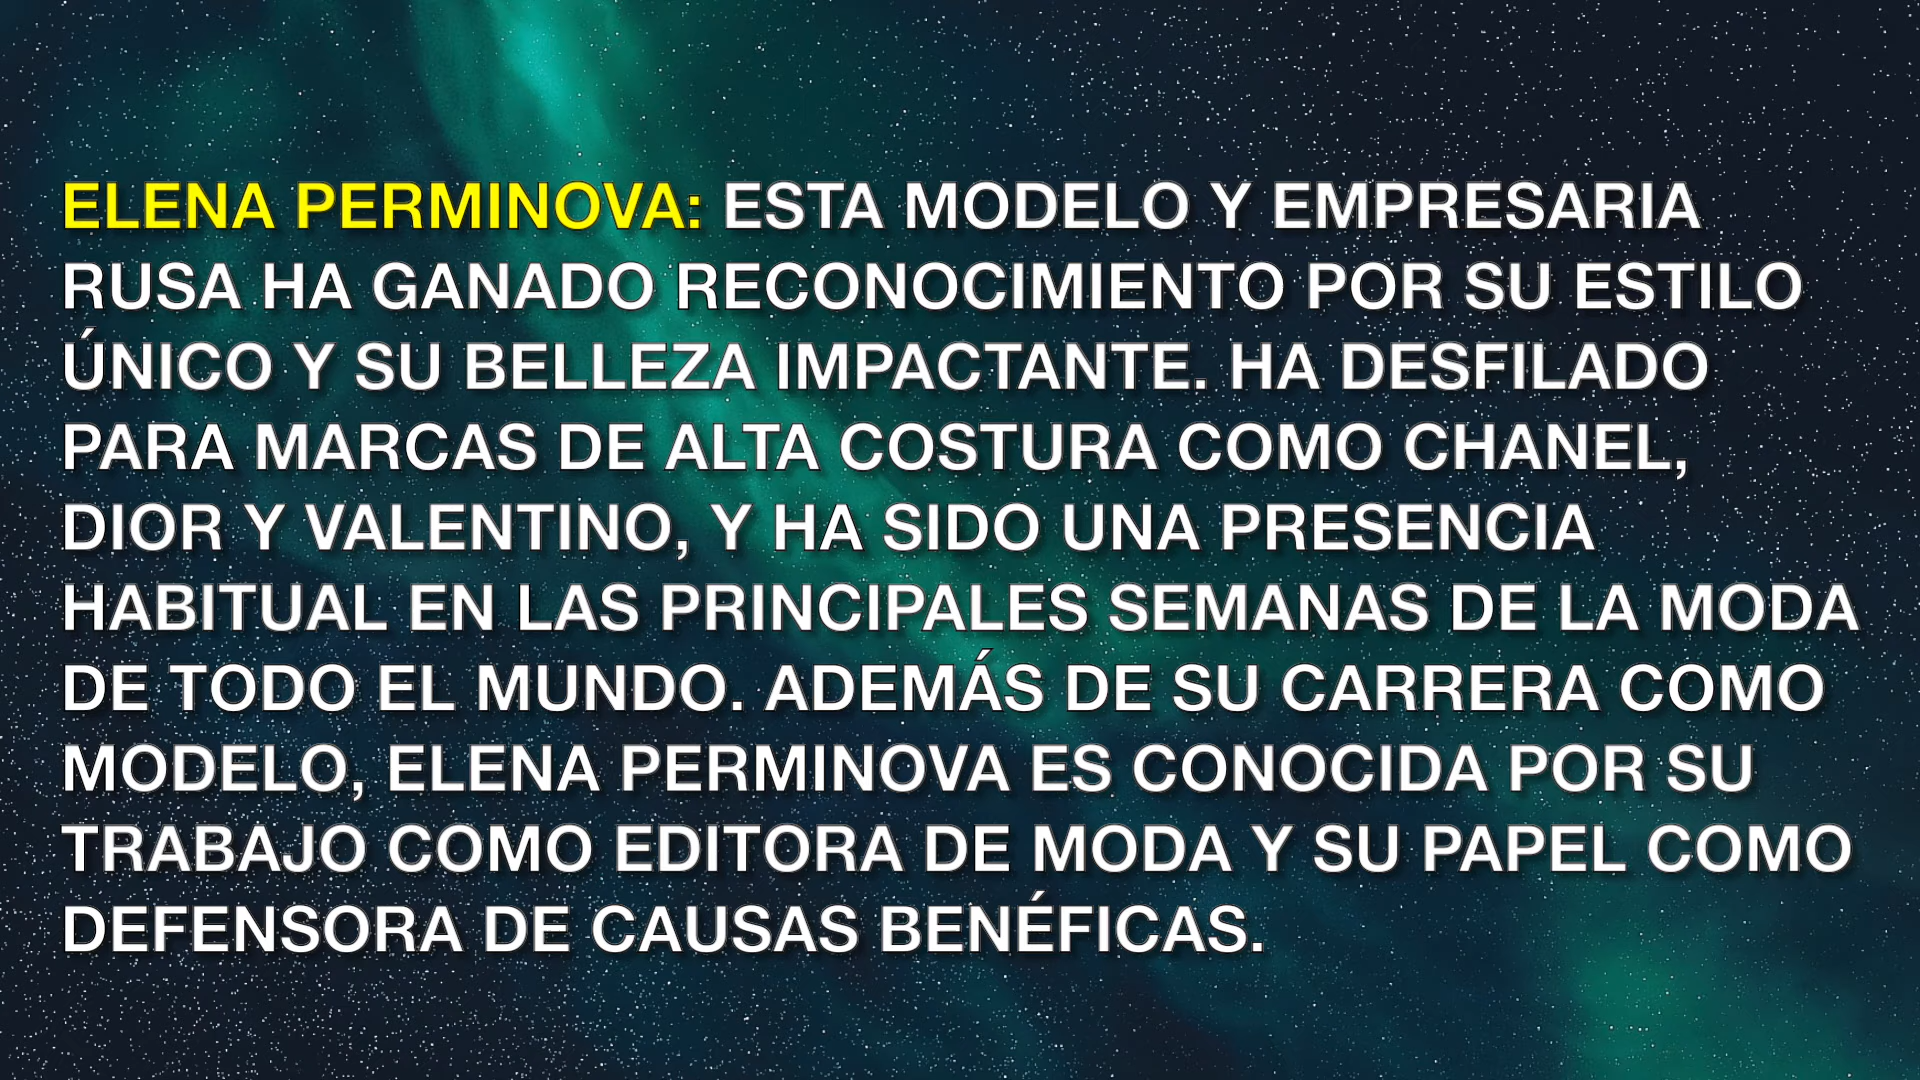 ELENA PERMINOVA: ESTA MODELO Y EMPRESARIA
RUSA HA GANADO RECONOCIMIENTO POR SU ESTILO
ÚNICO Y SU BELLEZA IMPACTANTE. HA DESFILADO
PARA MARCAS DE ALTA COSTURA COMO CHANEL,
DIOR Y VALENTINO, Y HA SIDO UNA PRESENCIA
HABITUAL EN LAS PRINCIPALES SEMANAS DE LA MODA
DE TODO EL MUNDO. ADEMÁS DE SU CARRERA COMO
MODELO, ELENA PERMINOVA ES CONOCIDA POR SU
TRABAJO COMO EDITORA DE MODA Y SU PAPEL COMO
DEFENSORA DE CAUSAS BENÉFICAS.